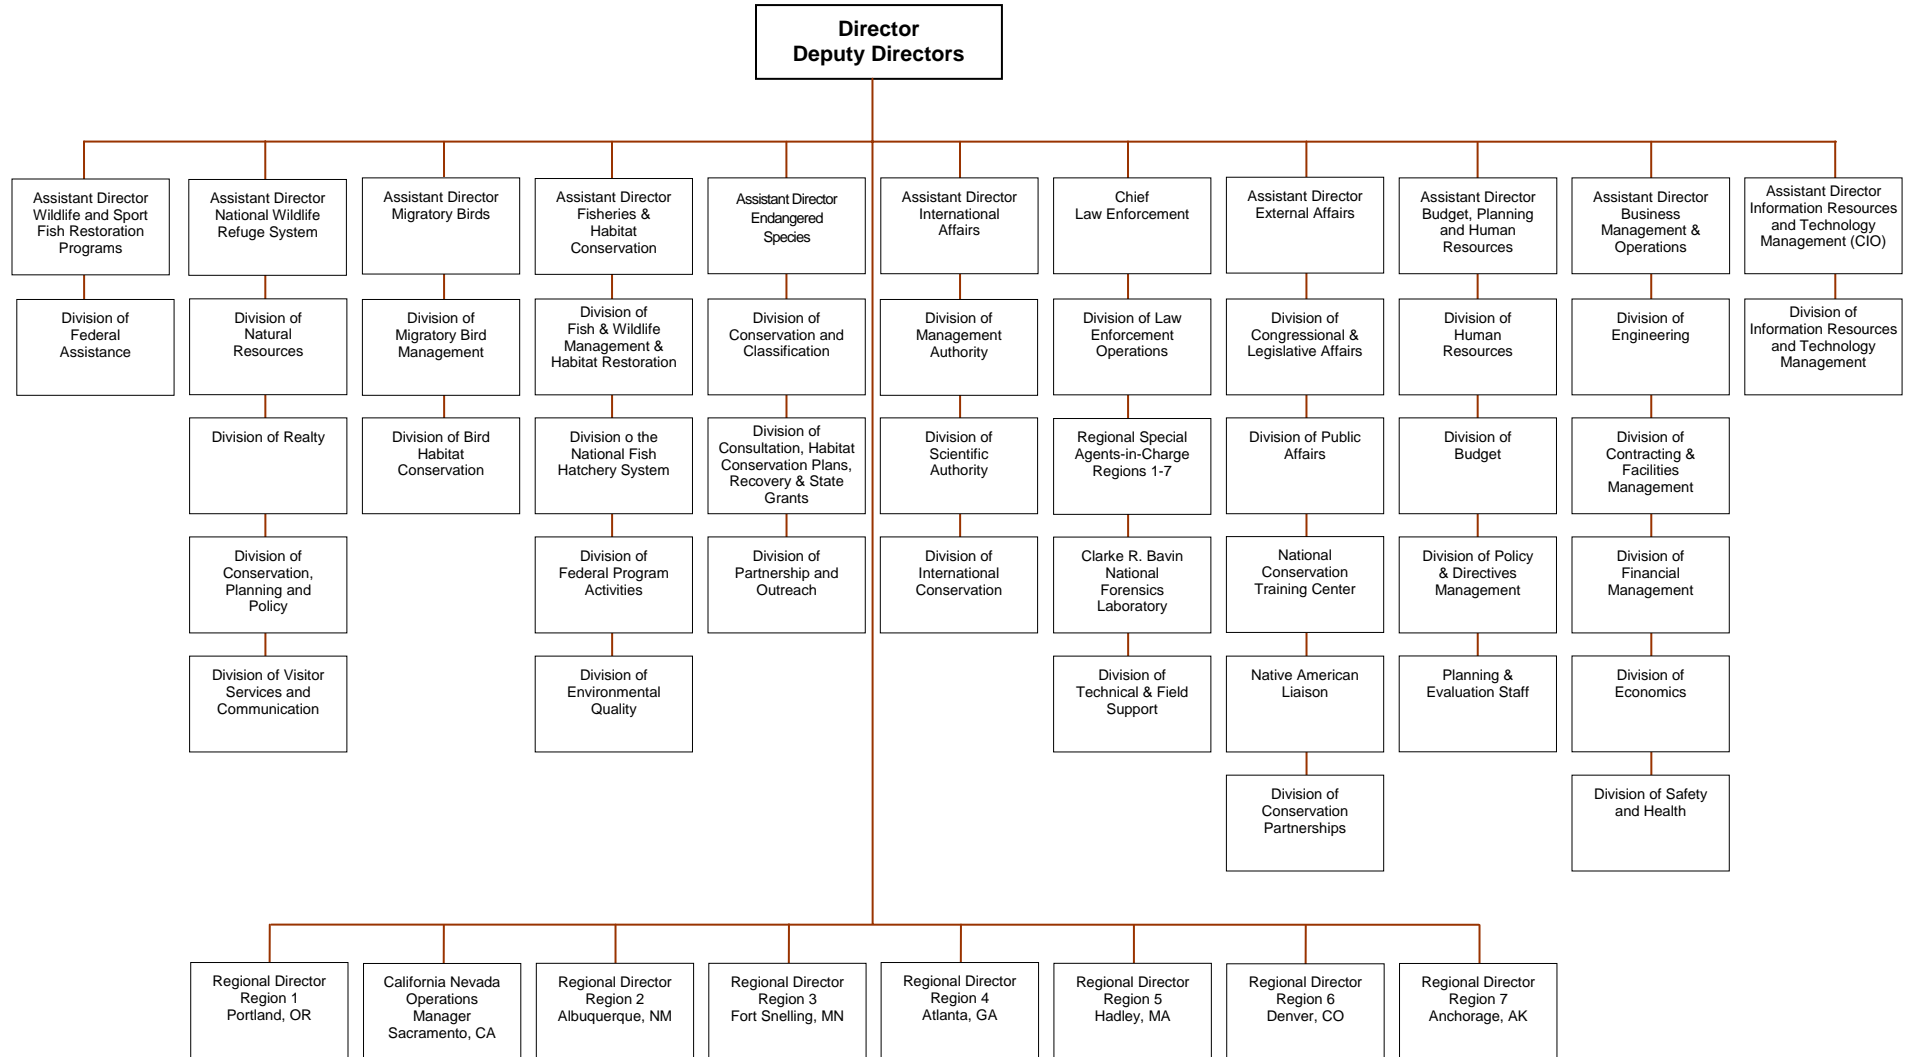 Director
Deputy Directors
Assistant Director
Wildlife and Sport
Fish Restoration
Programs
Assistant Director
National Wildlife
Refuge System
Assistant Director
Migratory Birds
Assistant Director
Fisheries &
Habitat
Conservation
Assistant Director
Endangered
Species
Assistant Director
International
Affairs
Chief
Law Enforcement
Assistant Director
External Affairs
Assistant Director
Budget, Planning
and Human
Resources
Assistant Director
Business
Management &
Operations
Assistant Director
Information Resources
and Technology
Management (CIO)
Division of
Federal
Assistance
Division of
Natural
Resources
Division of
Migratory Bird
Management
Division of
Fish & Wildlife
Management &
Habitat Restoration
Division of
Conservation and
Classification
Division of
Management
Authority
Division of Law
Enforcement
Operations
Division of
Congressional &
Legislative Affairs
Division of
Human
Resources
Division of
Engineering
Division of
Information Resources
and Technology
Management
Division of Realty
Division of Bird
Habitat
Conservation
Division o the
National Fish
Hatchery System
Division of
Consultation, Habitat
Conservation Plans,
Recovery & State
Grants
Division of
Scientific
Authority
Regional Special
Agents-in-Charge
Regions 1-7
Division of Public
Affairs
Division of
Budget
Division of
Contracting &
Facilities
Management
Division of
Conservation,
Planning and
Policy
Division of
Federal Program
Activities
Division of
Partnership and
Outreach
Division of
International
Conservation
Clarke R. Bavin
National
Forensics
Laboratory
National
Conservation
Training Center
Division of Policy
& Directives
Management
Division of
Financial
Management
Division of Visitor
Services and
Communication
Division of
Environmental
Quality
Division of
Technical & Field
Support
Native American
Liaison
Planning &
Evaluation Staff
Division of
Economics
Division of
Conservation
Partnerships
Division of Safety
and Health
Regional Director
Region 1
Portland, OR
California Nevada
Operations
Manager
Sacramento, CA
Regional Director
Region 2
Albuquerque, NM
Regional Director
Region 3
Fort Snelling, MN
Regional Director
Region 4
Atlanta, GA
Regional Director
Region 5
Hadley, MA
Regional Director
Region 6
Denver, CO
Regional Director
Region 7
Anchorage, AK